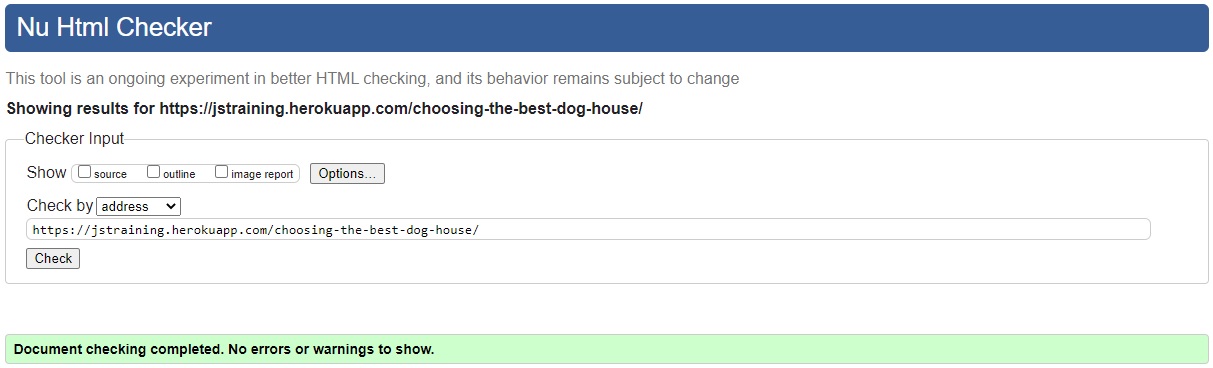 Nu Html Checker
This tool is an ongoing experiment in better HTML checking, and its behavior remains subject to change
Showing results for https://jstraining.herokuapp.com/choosing-the-best-dog-house/
Checker Input
Show source outline image report Options...
Check by address
https://jstraining.herokuapp.com/choosing-the-best-dog-house/
Check
Document checking completed. No errors or warnings to show.